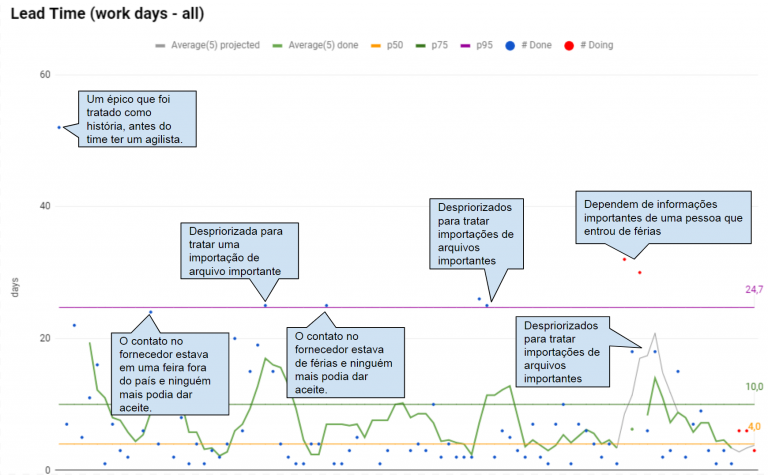 Lead Time (work days - all)
Average(5) projected
Average(5) done
p50
p75
p95
# Done
# Doing
60
Um épico que foi
tratado como
história, antes do
time ter um agilista.
40
Despriorizada para
tratar uma
importação de
arquivo importante
Despriorizados
para tratar
importações de
arquivos
importantes
Dependem de informações
importantes de uma pessoa que
entrou de férias
days
24,7
20
O contato no
fornecedor estava
em uma feira fora
do país e ninguém
mais podia dar
aceite.
O contato no
fornecedor estava
de férias e ninguém
mais podia dar
aceite.
Despriorizados
para tratar
importações de
arquivos
importantes
10,0
4,0
0